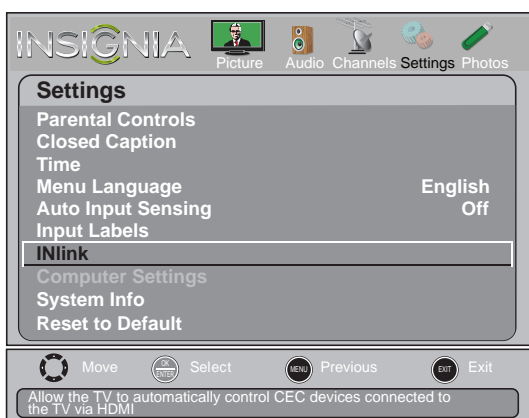 INSIGNIA
Picture Audio Channels Settings Photos
Settings
Parental Controls
Closed Caption
Time
Menu Language English
Auto Input Sensing Off
Input Labels
INlink
Computer Settings
System Info
Reset to Default
Move OK ENTER Select MENU Previous EXIT Exit
Allow the TV to automatically control CEC devices connected to
the TV via HDMI